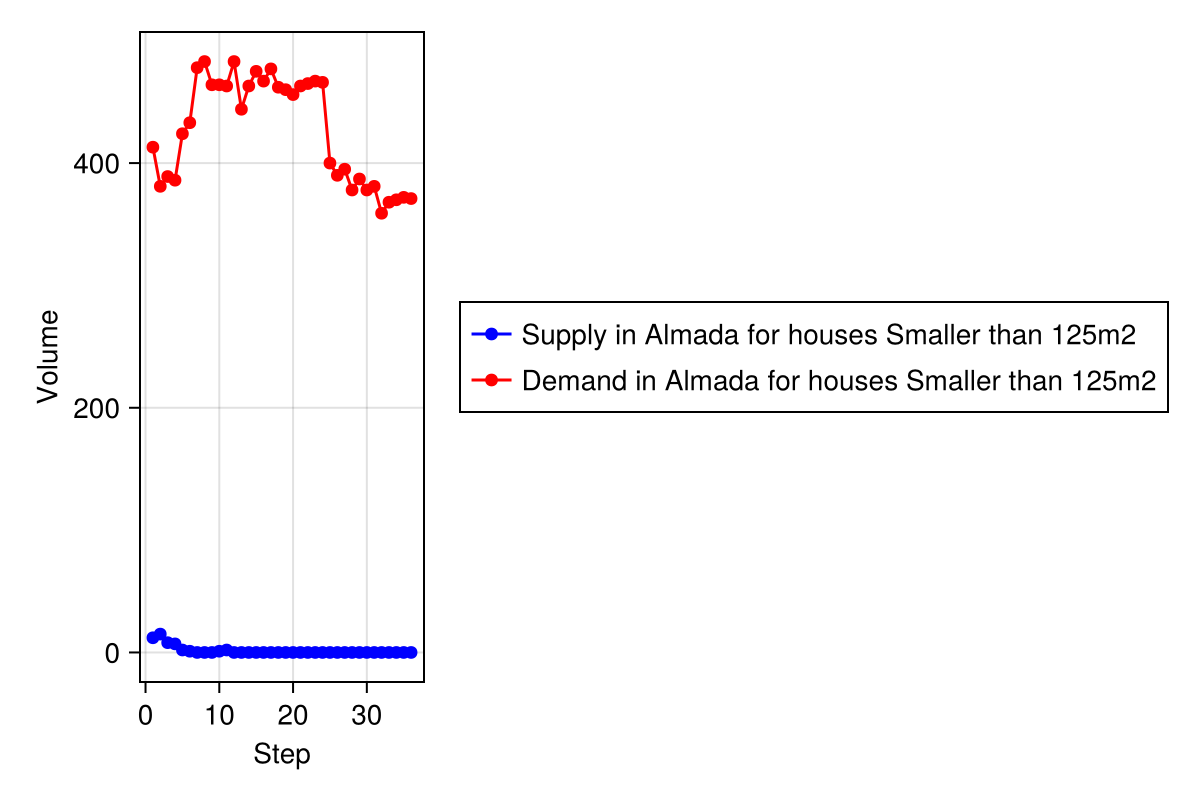 Volume
400
200
0
0 10 20 30
Step
Supply in Almada for houses Smaller than 125m2
Demand in Almada for houses Smaller than 125m2